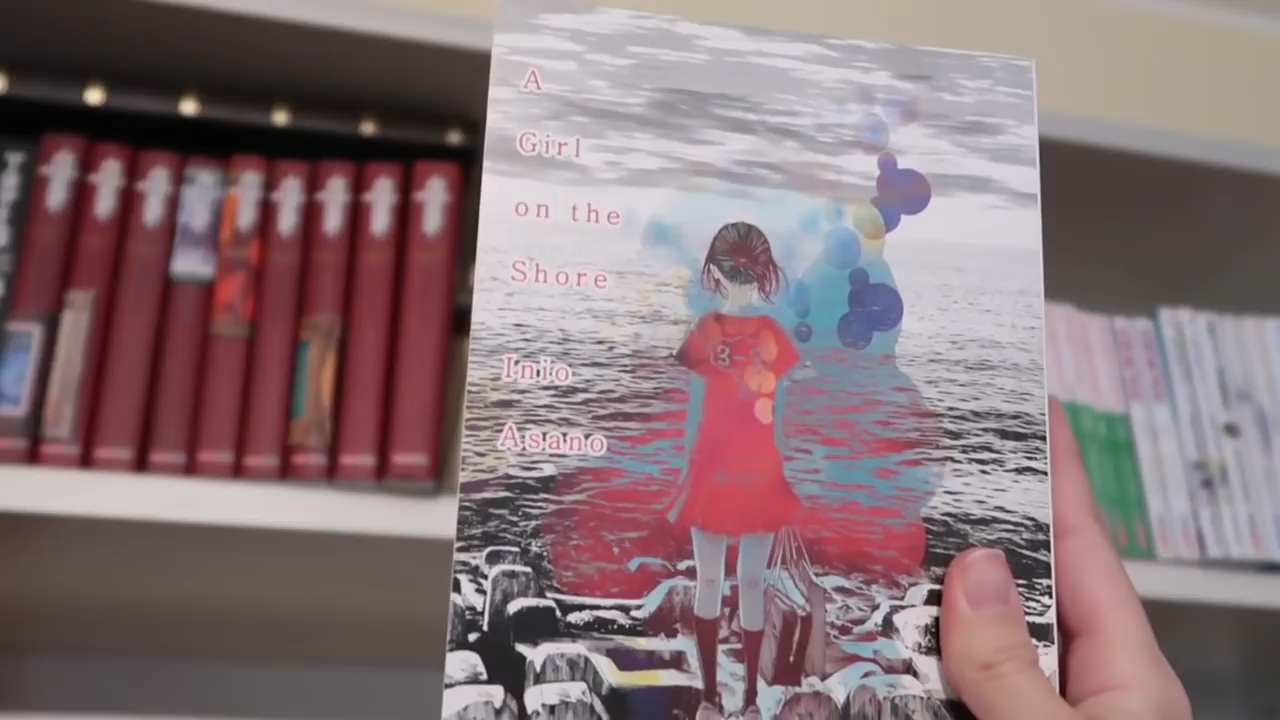 A
Girl
on the
Shore
Inio
Asano